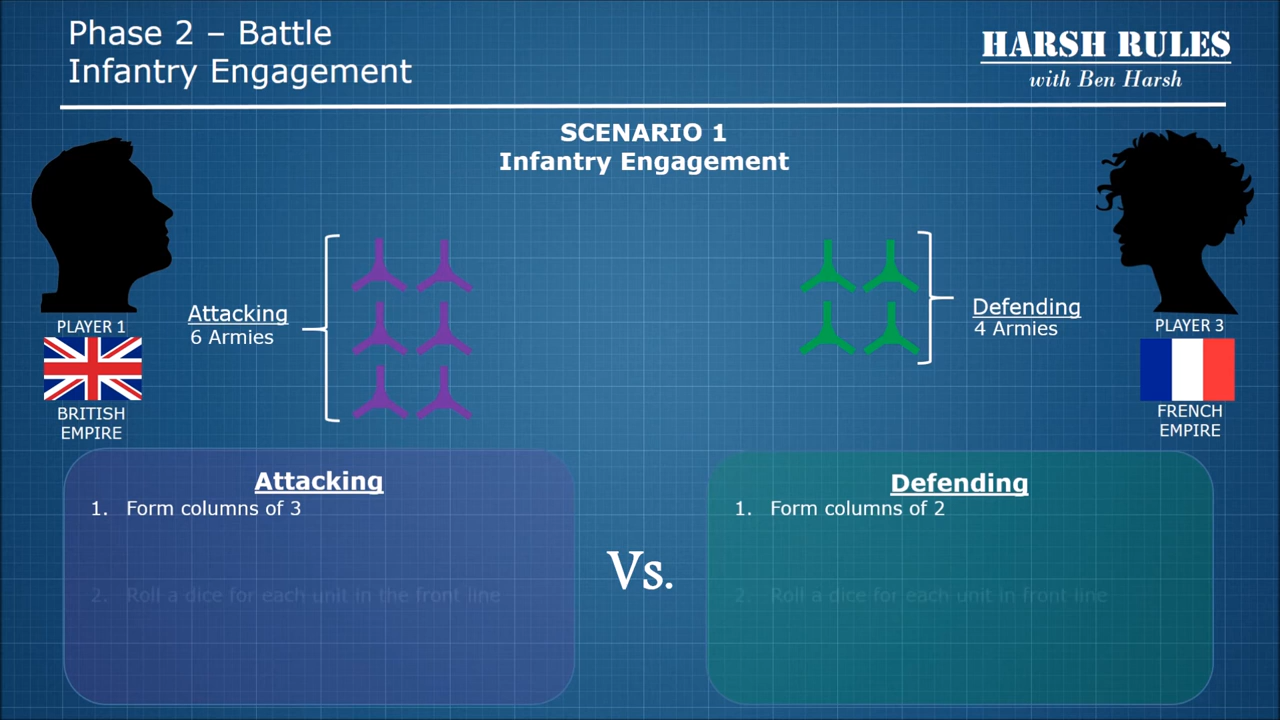 Phase 2 – Battle
Infantry Engagement
HARSH RULES
with Ben Harsh
SCENARIO 1
Infantry Engagement
PLAYER 1
BRITISH
EMPIRE
Attacking
6 Armies
Defending
4 Armies
PLAYER 3
FRENCH
EMPIRE
Attacking
1. Form columns of 3
2. Roll a dice for each unit in the front line
Vs.
Defending
1. Form columns of 2
2. Roll a dice for each unit in front line